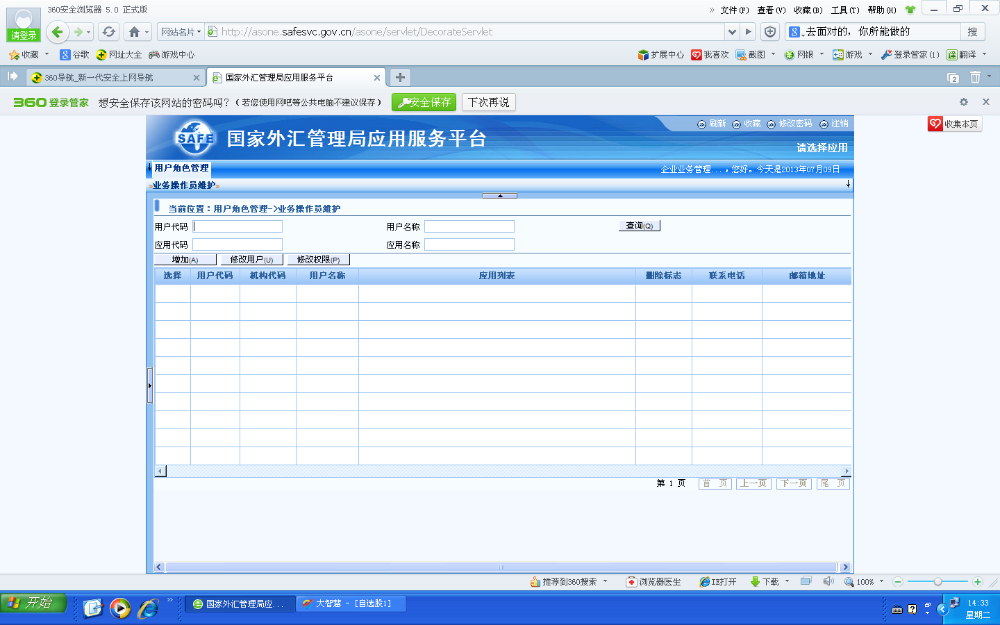 360安全浏览器 5.0 正式版
» 文件(F) 查看(V) 收藏(B) 工具(T) 帮助(H)
请登录
网站名片 http://asone.safesvc.gov.cn/asone/servlet/DecorateServlet
去面对的，你所能做的 搜
收藏 谷歌 网址大全 游戏中心
扩展中心 我喜欢 截图 网银 游戏 登录管家(1) 翻译
360导航_新一代安全上网导航
国家外汇管理局应用服务平台
2
360 登录管家 想安全保存该网站的密码吗？（若您使用网吧等公共电脑不建议保存） 安全保存 下次再说
SAFE 国家外汇管理局应用服务平台
刷新 收藏 修改密码 注销
请选择应用
收集本页
用户角色管理
企业业务管理...，您好。今天是2013年07月09日
»业务操作员维护»
当前位置：用户角色管理->业务操作员维护
用户代码 用户名称 查询(Q)
应用代码 应用名称
增加(A) 修改用户(U) 修改权限(P)
选择 用户代码 机构代码 用户名称 应用列表 删除标志 联系电话 邮箱地址
第 1 页 首 页 上一页 下一页 尾 页
推荐到360搜索 浏览器医生 IE打开 下载 100%
开始 » 国家外汇管理局应... 大智慧 - [自选股1]
14:33
星期二